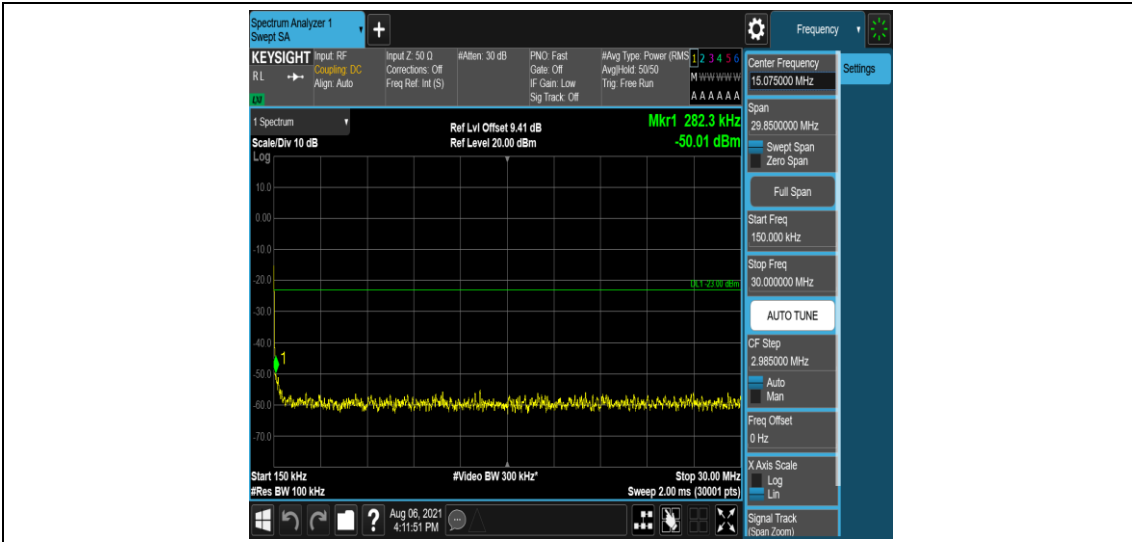 Spectrum Analyzer 1
Swept SA
+
Frequency
KEYSIGHT
RL
LXI
Input: RF
Coupling: DC
Align: Auto
Input Z: 50 Ω
Corrections: Off
Freq Ref: Int (S)
#Atten: 30 dB
PNO: Fast
Gate: Off
IF Gain: Low
Sig Track: Off
#Avg Type: Power (RMS
Avg|Hold: 50/50
Trig: Free Run
1 2 3 4 5 6
M W W W W W
A A A A A A
1 Spectrum
Scale/Div 10 dB
Log
Ref Lvl Offset 9.41 dB
Ref Level 20.00 dBm
Mkr1 282.3 kHz
-50.01 dBm
10.0
0.00
-10.0
-20.0
DL1 -23.00 dBm
-30.0
-40.0
1
-50.0
-60.0
-70.0
Start 150 kHz
#Res BW 100 kHz
#Video BW 300 kHz*
Stop 30.00 MHz
Sweep 2.00 ms (30001 pts)
?
Aug 06, 2021
4:11:51 PM
Center Frequency
15.075000 MHz
Settings
Span
29.8500000 MHz
Swept Span
Zero Span
Full Span
Start Freq
150.000 kHz
Stop Freq
30.000000 MHz
AUTO TUNE
CF Step
2.985000 MHz
Auto
Man
Freq Offset
0 Hz
X Axis Scale
Log
Lin
Signal Track
(Span Zoom)